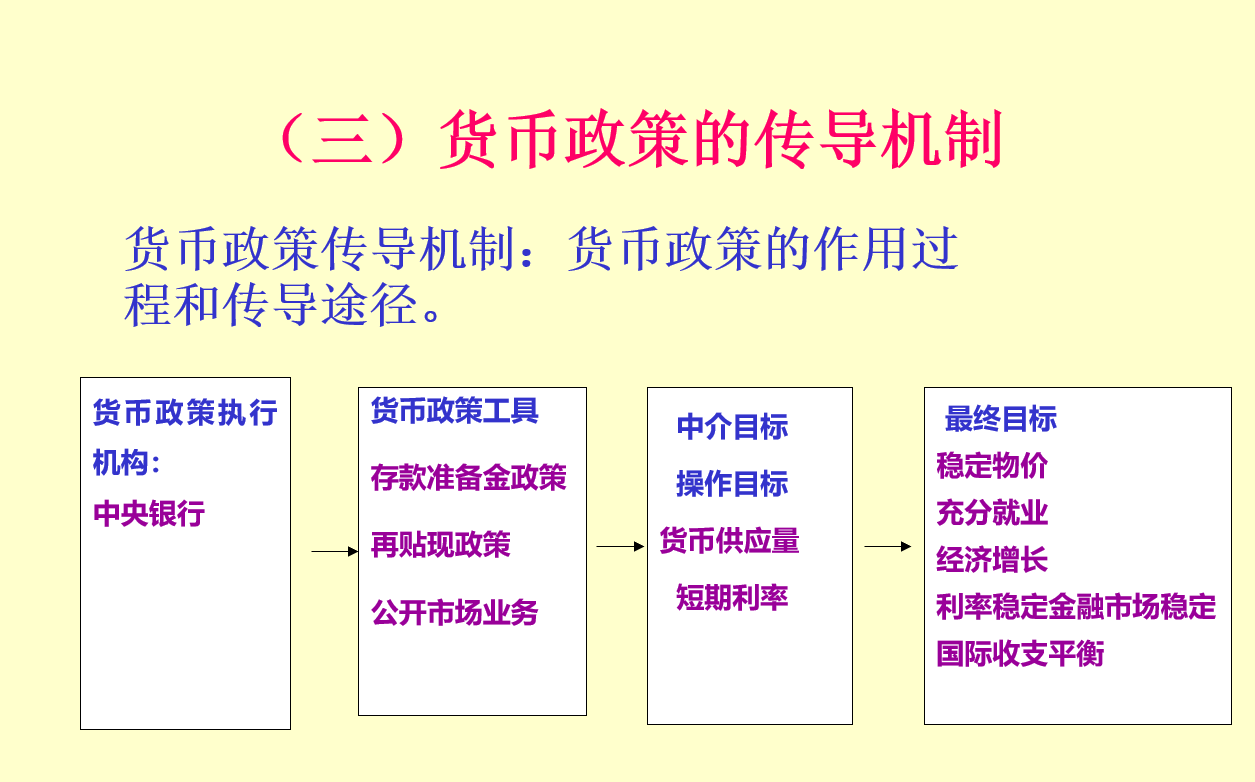 （三）货币政策的传导机制
货币政策传导机制：货币政策的作用过
程和传导途径。
货币政策执行
机构：
中央银行
货币政策工具
存款准备金政策
再贴现政策
公开市场业务
中介目标
操作目标
货币供应量
短期利率
最终目标
稳定物价
充分就业
经济增长
利率稳定金融市场稳定
国际收支平衡